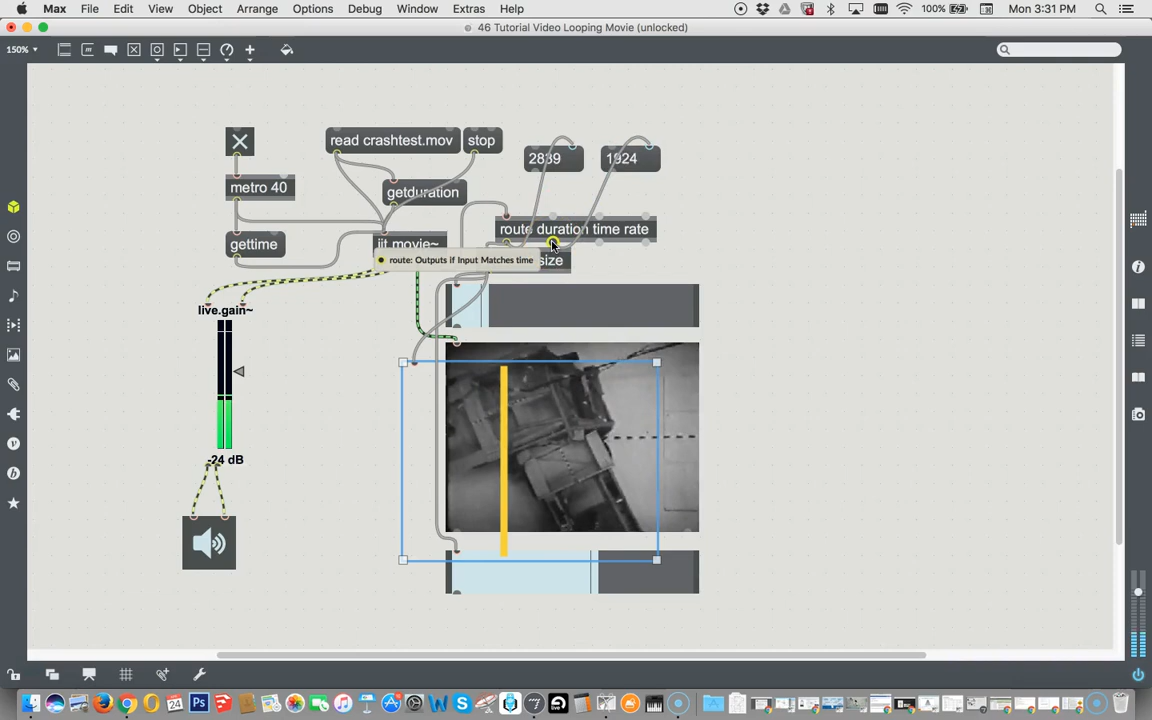 Max File Edit View Object Arrange Options Debug Window Extras Help
100% Mon 3:31 PM
46 Tutorial Video Looping Movie (unlocked)
150%
read crashtest.mov stop
2839 1924
metro 40 getduration
route duration time rate
gettime jit.movie~
route: Outputs if Input Matches time size
live.gain~
-24 dB